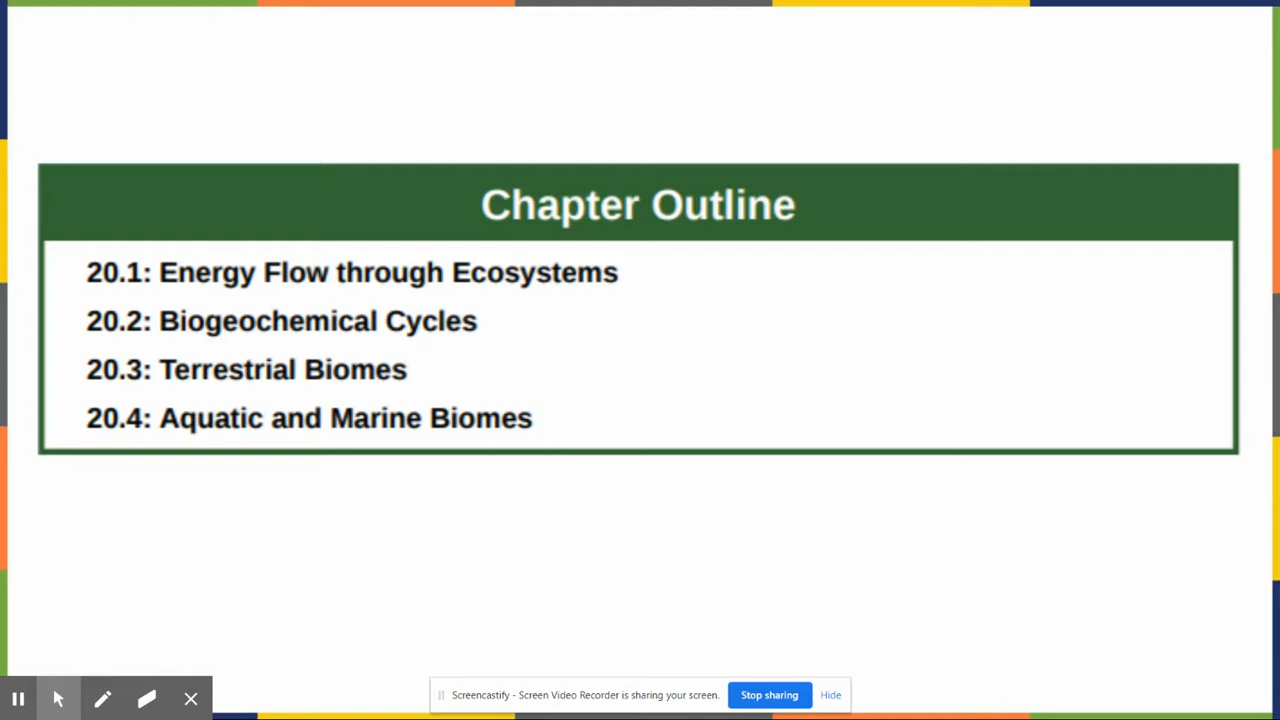 Chapter Outline
20.1: Energy Flow through Ecosystems
20.2: Biogeochemical Cycles
20.3: Terrestrial Biomes
20.4: Aquatic and Marine Biomes
Screencastify - Screen Video Recorder is sharing your screen. Stop sharing Hide